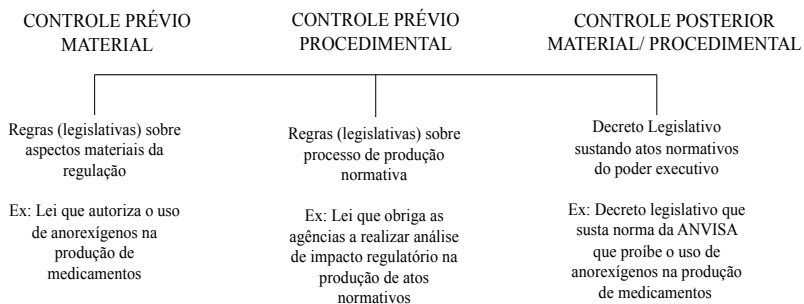 CONTROLE PRÉVIO
MATERIAL
CONTROLE PRÉVIO
PROCEDIMENTAL
CONTROLE POSTERIOR
MATERIAL/ PROCEDIMENTAL
Regras (legislativas) sobre
aspectos materiais da
regulação
Ex: Lei que autoriza o uso
de anorexígenos na
produção de
medicamentos
Regras (legislativas) sobre
processo de produção
normativa
Ex: Lei que obriga as
agências a realizar análise
de impacto regulatório na
produção de atos
normativos
Decreto Legislativo
sustando atos normativos
do poder executivo
Ex: Decreto legislativo que
susta norma da ANVISA
que proíbe o uso de
anorexígenos na produção
de medicamentos